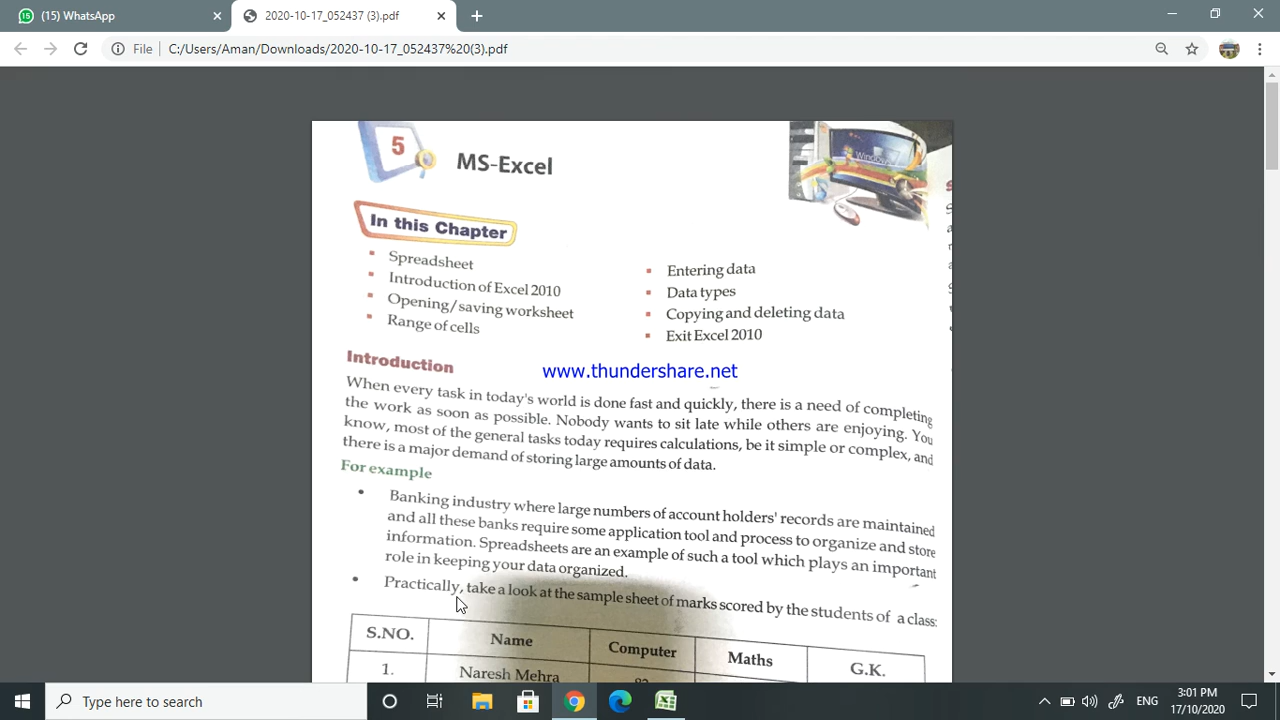 (15) WhatsApp
2020-10-17_052437 (3).pdf
File C:/Users/Aman/Downloads/2020-10-17_052437%20(3).pdf
5
MS-Excel
Windows
In this Chapter
Spreadsheet
Introduction of Excel 2010
Opening/saving worksheet
Range of cells
Entering data
Data types
Copying and deleting data
Exit Excel 2010
Introduction
www.thundershare.net
When every task in today's world is done fast and quickly, there is a need of completing
the work as soon as possible. Nobody wants to sit late while others are enjoying. You
know, most of the general tasks today requires calculations, be it simple or complex, and
there is a major demand of storing large amounts of data.
For example
• Banking industry where large numbers of account holders' records are maintained
and all these banks require some application tool and process to organize and store
information. Spreadsheets are an example of such a tool which plays an important
role in keeping your data organized.
• Practically, take a look at the sample sheet of marks scored by the students of a class:
S.NO. Name Computer Maths G.K.
1. Naresh Mehra
Type here to search
ENG
3:01 PM
17/10/2020